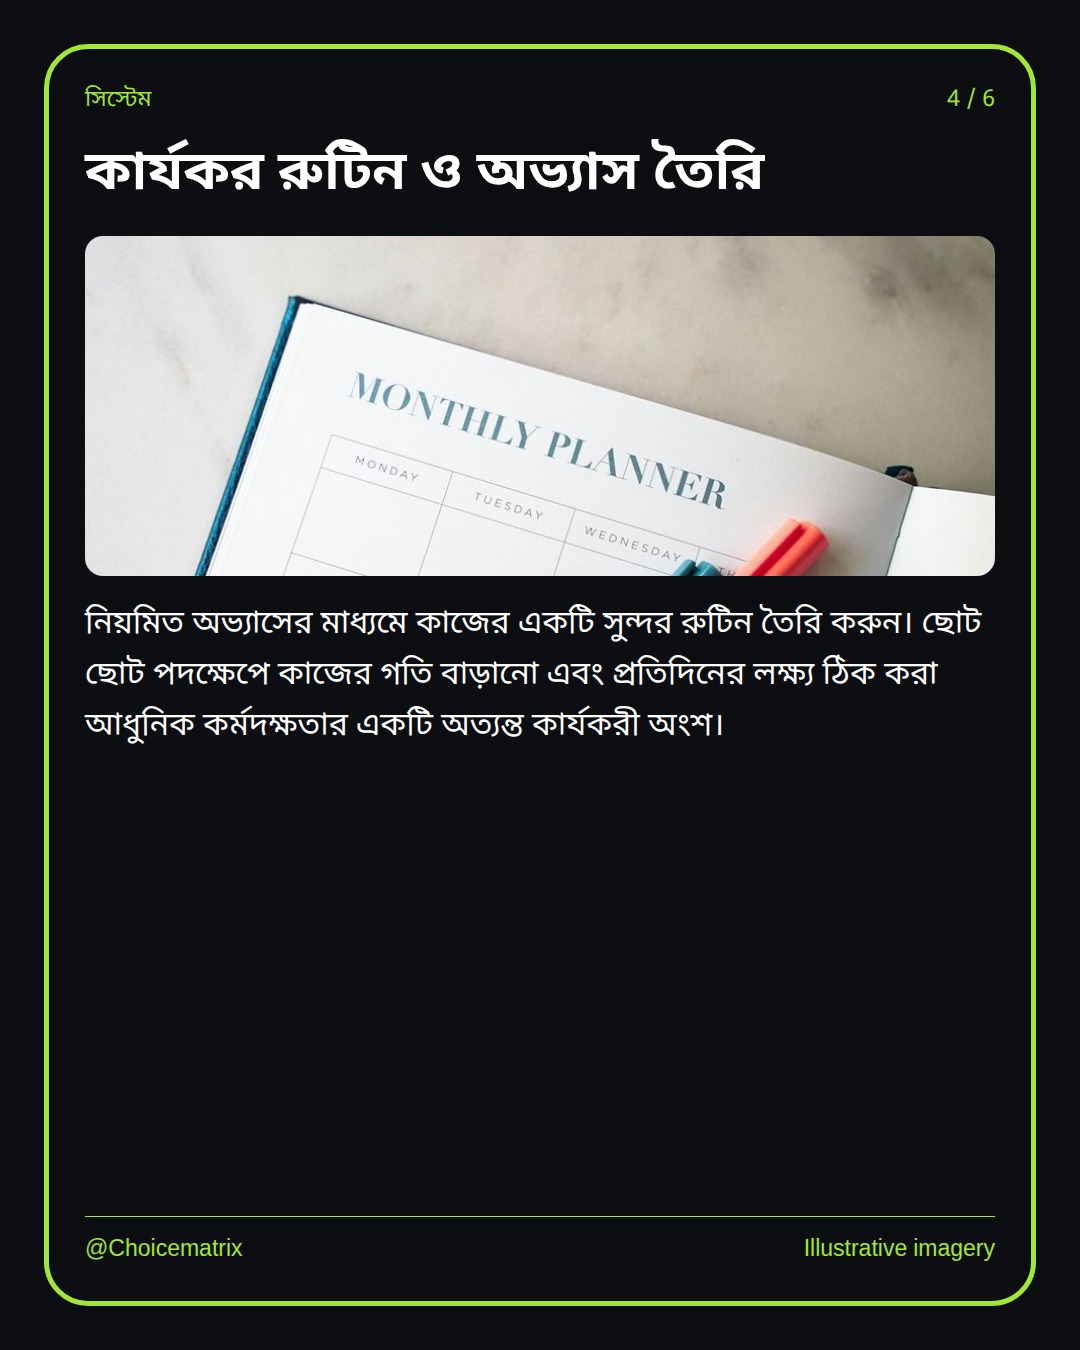 সিস্টেম
4 / 6
কার্যকর রুটিন ও অভ্যাস তৈরি
MONTHLY PLANNER
MONDAY
TUESDAY
WEDNESDAY
নিয়মিত অভ্যাসের মাধ্যমে কাজের একটি সুন্দর রুটিন তৈরি করুন। ছোট
ছোট পদক্ষেপে কাজের গতি বাড়ানো এবং প্রতিদিনের লক্ষ্য ঠিক করা
আধুনিক কর্মদক্ষতার একটি অত্যন্ত কার্যকরী অংশ।
@Choicematrix
Illustrative imagery